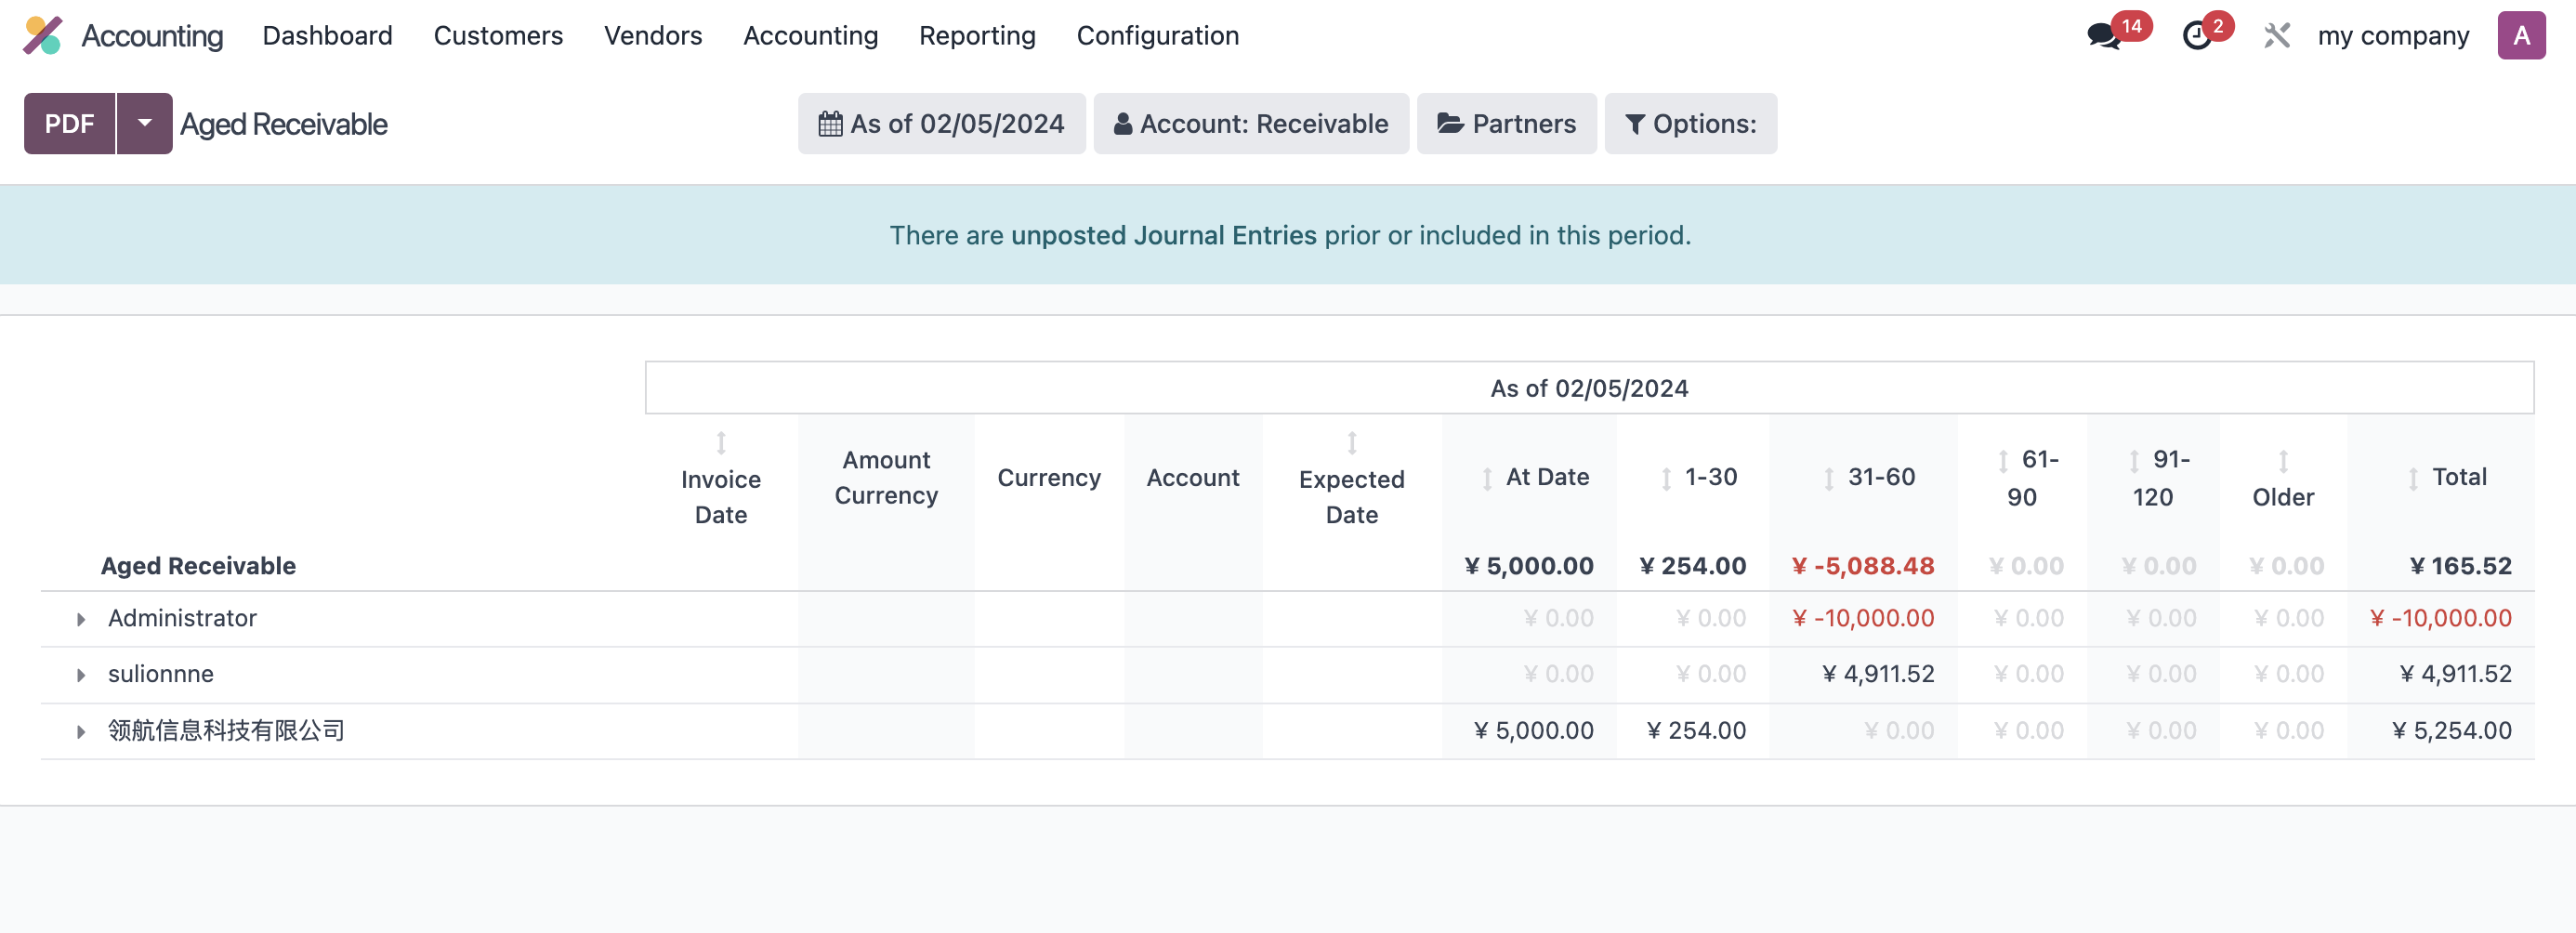 Accounting Dashboard Customers Vendors Accounting Reporting Configuration 14 2 my company A
PDF Aged Receivable As of 02/05/2024 Account: Receivable Partners Options:
There are unposted Journal Entries prior or included in this period.
As of 02/05/2024
Invoice Date Amount Currency Currency Account Expected Date At Date 1-30 31-60 61-90 91-120 Older Total
Aged Receivable ¥ 5,000.00 ¥ 254.00 ¥ -5,088.48 ¥ 0.00 ¥ 0.00 ¥ 0.00 ¥ 165.52
Administrator ¥ 0.00 ¥ 0.00 ¥ -10,000.00 ¥ 0.00 ¥ 0.00 ¥ 0.00 ¥ -10,000.00
sulionnne ¥ 0.00 ¥ 0.00 ¥ 4,911.52 ¥ 0.00 ¥ 0.00 ¥ 0.00 ¥ 4,911.52
领航信息科技有限公司 ¥ 5,000.00 ¥ 254.00 ¥ 0.00 ¥ 0.00 ¥ 0.00 ¥ 0.00 ¥ 5,254.00